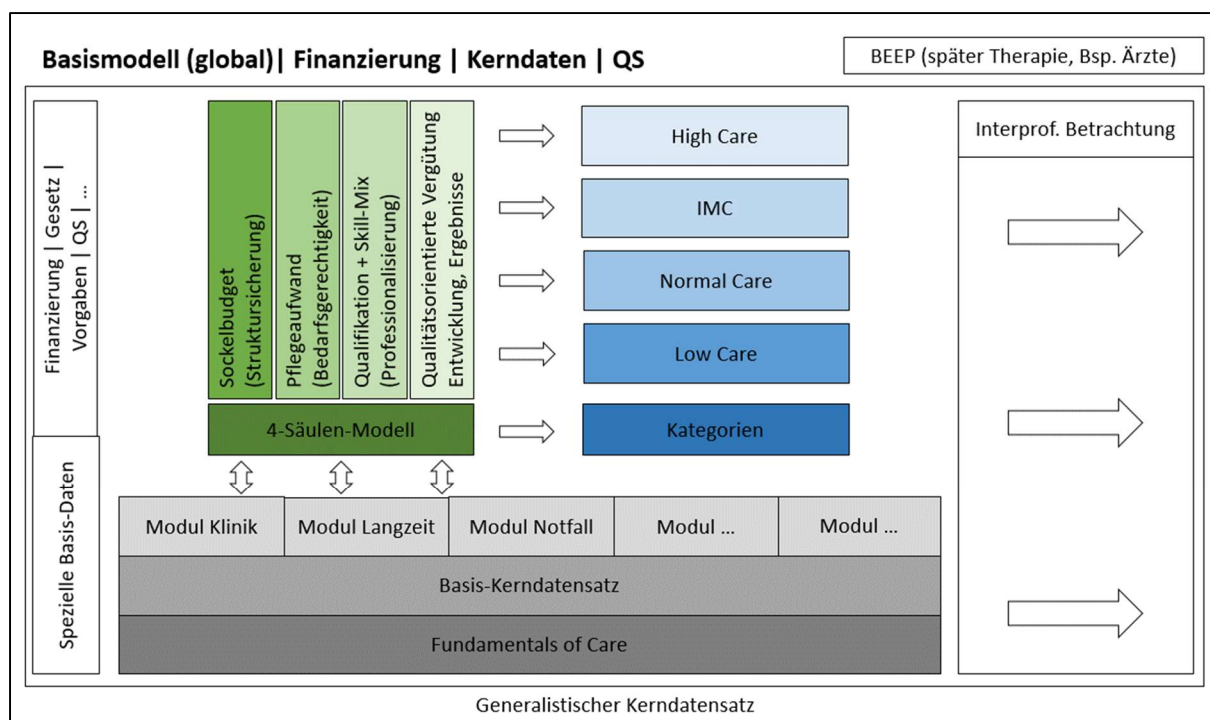 Basismodell (global)| Finanzierung | Kerndaten | QS
BEEP (später Therapie, Bsp. Ärzte)
Finanzierung | Gesetz |
Vorgaben | QS | ...
Sockelbudget
(Struktursicherung)
Pflegeaufwand
(Bedarfsgerechtigkeit)
Qualifikation + Skill-Mix
(Professionalisierung)
Qualitätsorientierte Vergütung
Entwicklung, Ergebnisse
High Care
IMC
Normal Care
Low Care
4-Säulen-Modell
Kategorien
Interprof. Betrachtung
Spezielle Basis-Daten
Modul Klinik
Modul Langzeit
Modul Notfall
Modul ...
Modul ...
Basis-Kerndatensatz
Fundamentals of Care
Generalistischer Kerndatensatz